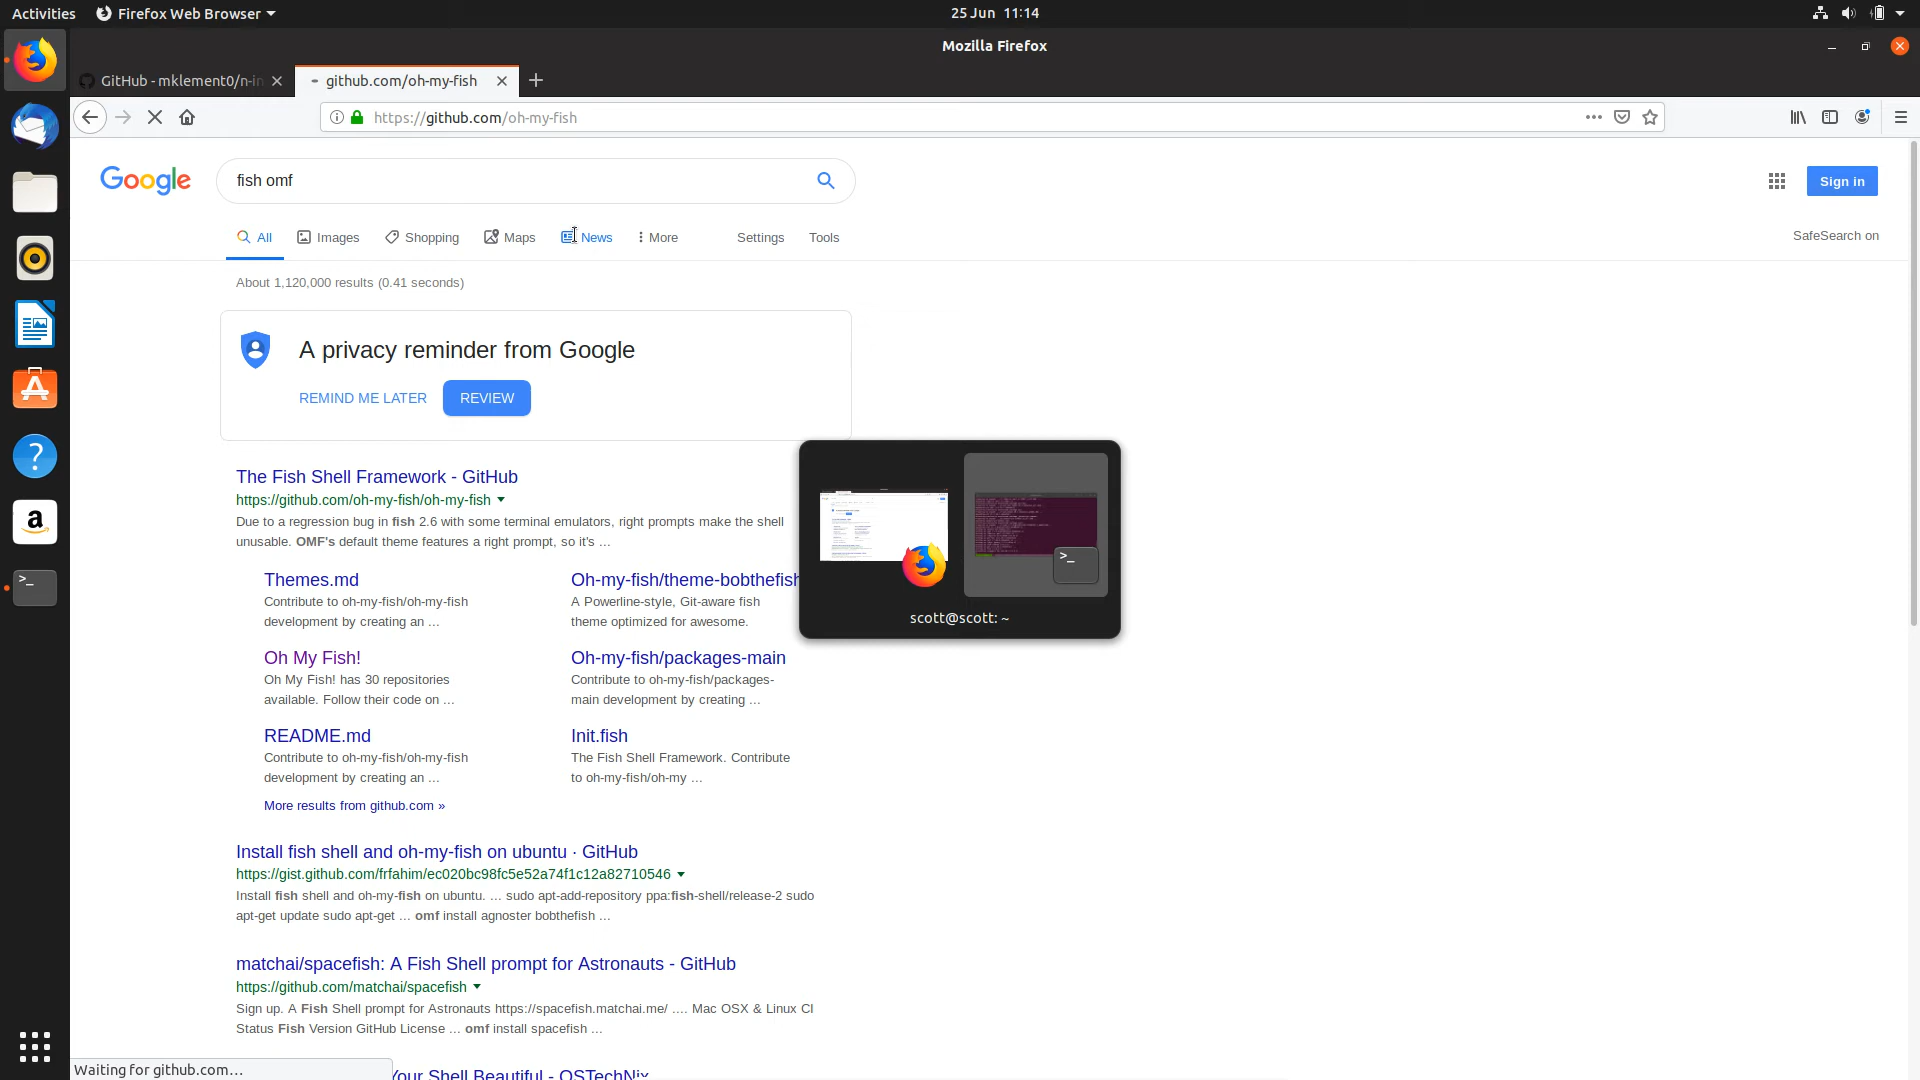 Activities
Firefox Web Browser
25 Jun 11:14
Mozilla Firefox
GitHub - mklement0/n-in
github.com/oh-my-fish
https://github.com/oh-my-fish
Google
fish omf
Sign in
All
Images
Shopping
Maps
News
More
Settings
Tools
SafeSearch on
About 1,120,000 results (0.41 seconds)
A privacy reminder from Google
REMIND ME LATER
REVIEW
The Fish Shell Framework - GitHub
https://github.com/oh-my-fish/oh-my-fish
Due to a regression bug in fish 2.6 with some terminal emulators, right prompts make the shell
unusable. OMF's default theme features a right prompt, so it's ...
Themes.md
Contribute to oh-my-fish/oh-my-fish
development by creating an ...
Oh-my-fish/theme-bobthefish
A Powerline-style, Git-aware fish
theme optimized for awesome.
Oh My Fish!
Oh My Fish! has 30 repositories
available. Follow their code on ...
Oh-my-fish/packages-main
Contribute to oh-my-fish/packages-
main development by creating ...
README.md
Contribute to oh-my-fish/oh-my-fish
development by creating an ...
Init.fish
The Fish Shell Framework. Contribute
to oh-my-fish/oh-my ...
More results from github.com »
scott@scott: ~
Install fish shell and oh-my-fish on ubuntu · GitHub
https://gist.github.com/frfahim/ec020bc98fc5e52a74f1c12a82710546
Install fish shell and oh-my-fish on ubuntu. ... sudo apt-add-repository ppa:fish-shell/release-2 sudo
apt-get update sudo apt-get ... omf install agnoster bobthefish ...
matchai/spacefish: A Fish Shell prompt for Astronauts - GitHub
https://github.com/matchai/spacefish
Sign up. A Fish Shell prompt for Astronauts https://spacefish.matchai.me/ .... Mac OSX & Linux CI
Status Fish Version GitHub License ... omf install spacefish ...
Your Shell Beautiful - OSTechNix
Waiting for github.com…